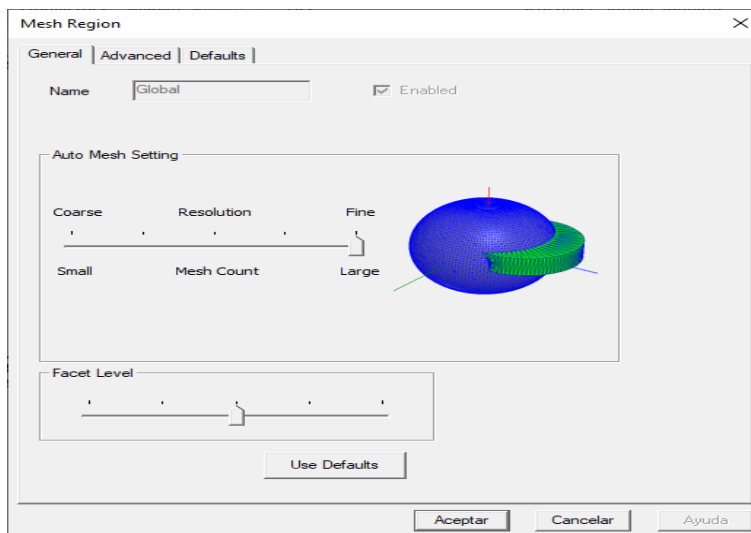 Mesh Region
General Advanced Defaults
Name Global Enabled
Auto Mesh Setting
Coarse Resolution Fine
Small Mesh Count Large
Facet Level
Use Defaults
Aceptar Cancelar Ayuda